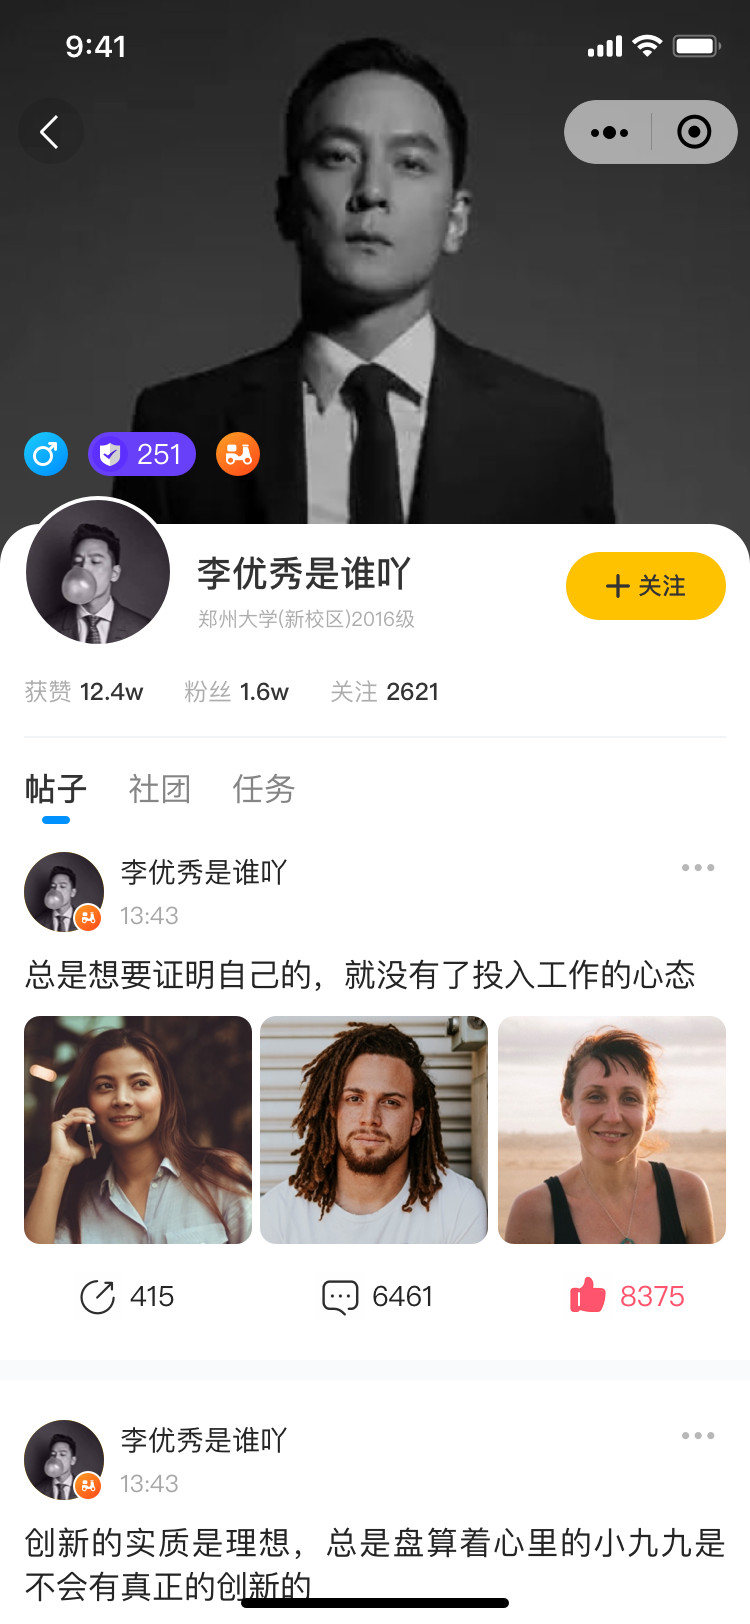 9:41
251
李优秀是谁吖
郑州大学(新校区)2016级
关注
获赞 12.4w 粉丝 1.6w 关注 2621
帖子 社团 任务
李优秀是谁吖
13:43
总是想要证明自己的，就没有了投入工作的心态
415 6461 8375
李优秀是谁吖
13:43
创新的实质是理想，总是盘算着心里的小九九是
不会有真正的创新的